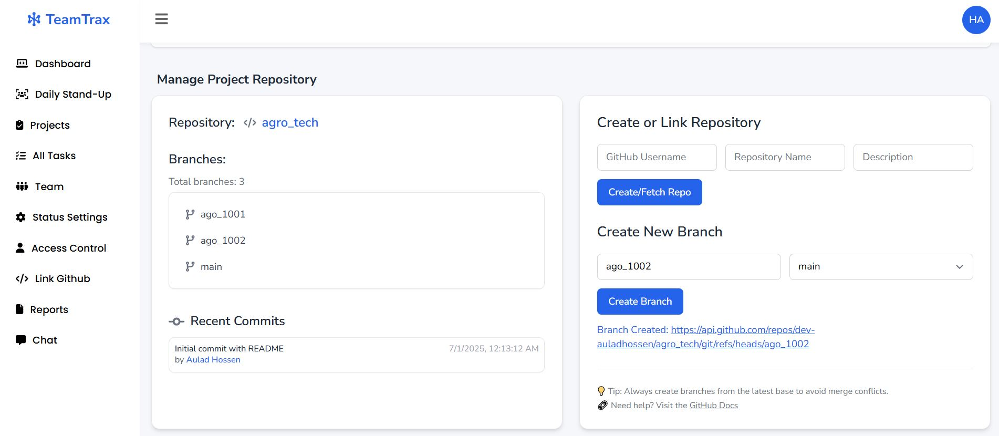 TeamTrax
HA
Dashboard
Daily Stand-Up
Projects
All Tasks
Team
Status Settings
Access Control
Link Github
Reports
Chat
Manage Project Repository
Repository: agro_tech
Branches:
Total branches: 3
ago_1001
ago_1002
main
Recent Commits
Initial commit with README 7/1/2025, 12:13:12 AM
by Aulad Hossen
Create or Link Repository
GitHub Username Repository Name Description
Create/Fetch Repo
Create New Branch
ago_1002 main
Create Branch
Branch Created: https://api.github.com/repos/dev-
auladhossen/agro_tech/git/refs/heads/ago_1002
Tip: Always create branches from the latest base to avoid merge conflicts.
Need help? Visit the GitHub Docs